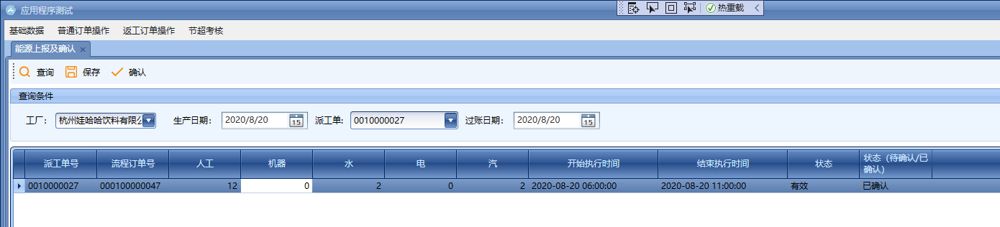 应用程序测试
热重载
基础数据 普通订单操作 返工订单操作 节超考核
能源上报及确认
查询 保存 确认
查询条件
工厂: 杭州娃哈哈饮料有限公 生产日期: 2020/8/20 15 派工单: 0010000027 过账日期: 2020/8/20 15
派工单号 流程订单号 人工 机器 水 电 汽 开始执行时间 结束执行时间 状态 状态（待确认/已
确认）
0010000027 000100000047 12 0 2 0 2 2020-08-20 06:00:00 2020-08-20 11:00:00 有效 已确认